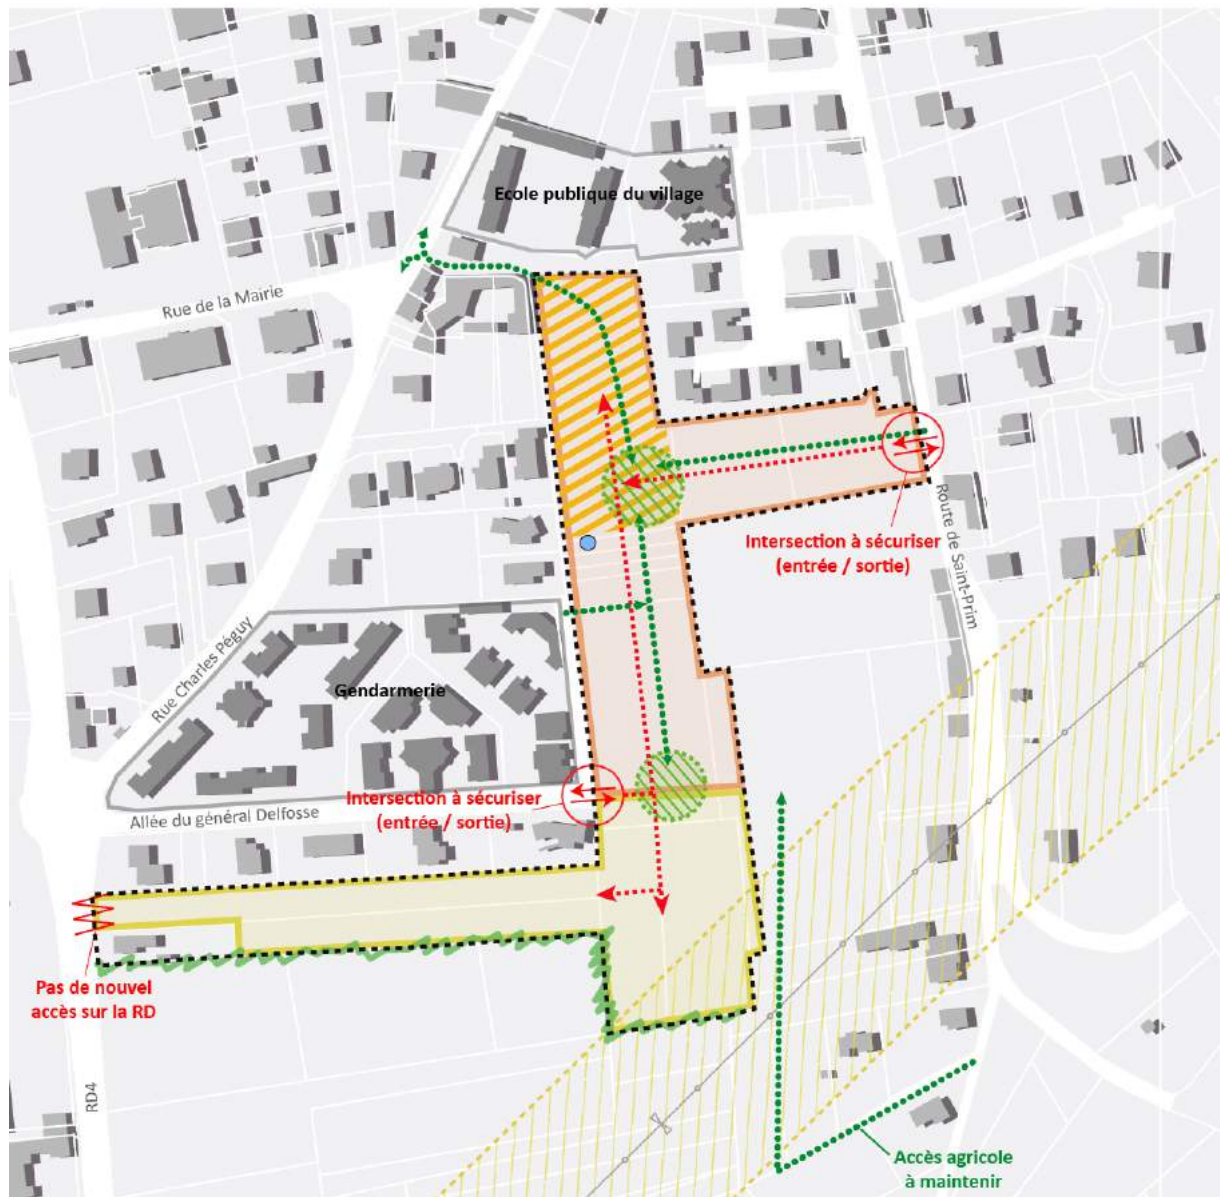 Ecole publique du village
Rue de la Mairie
Intersection à sécuriser
(entrée / sortie)
Route de Saint-Prim
Rue Charles Péguy
Gendarmerie
Intersection à sécuriser
(entrée / sortie)
Allée du général Delfosse
Pas de nouvel
accès sur la RD
RD4
Accès agricole
à maintenir